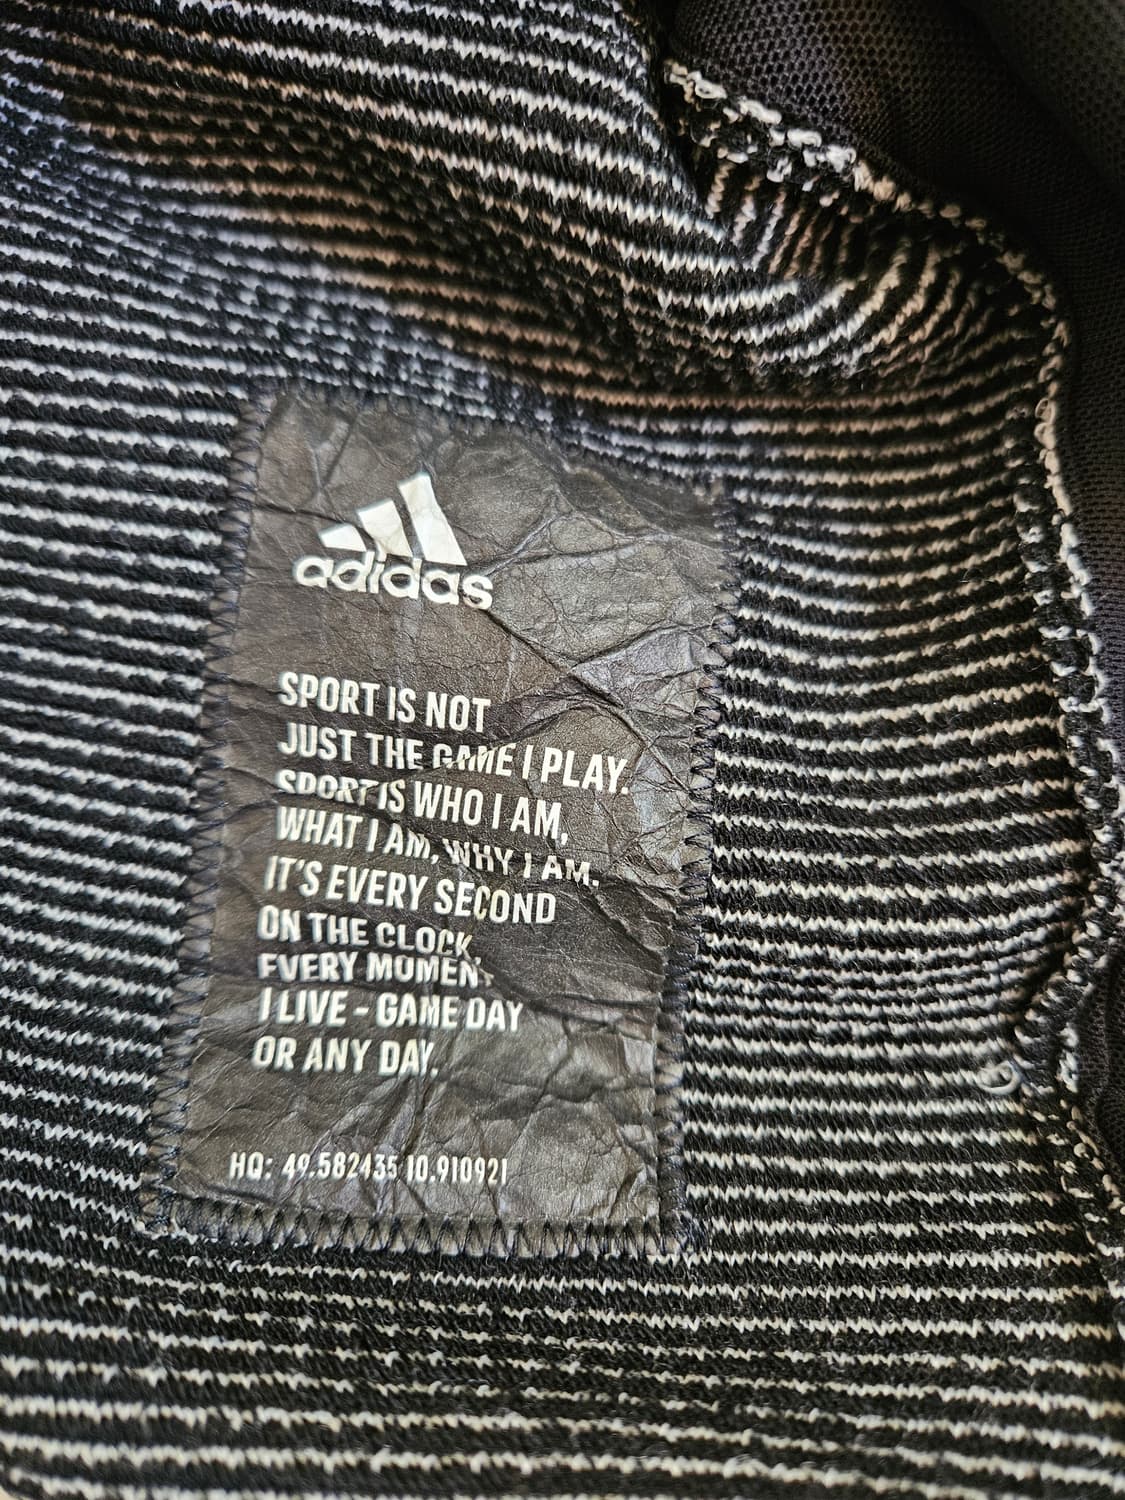 adidas
SPORT IS NOT
JUST THE GAME I PLAY.
SPORT IS WHO I AM,
WHAT I AM, WHY I AM.
IT'S EVERY SECOND
ON THE CLOCK,
EVERY MOMENT
I LIVE - GAME DAY
OR ANY DAY.
HQ: 49.582435 10.910921